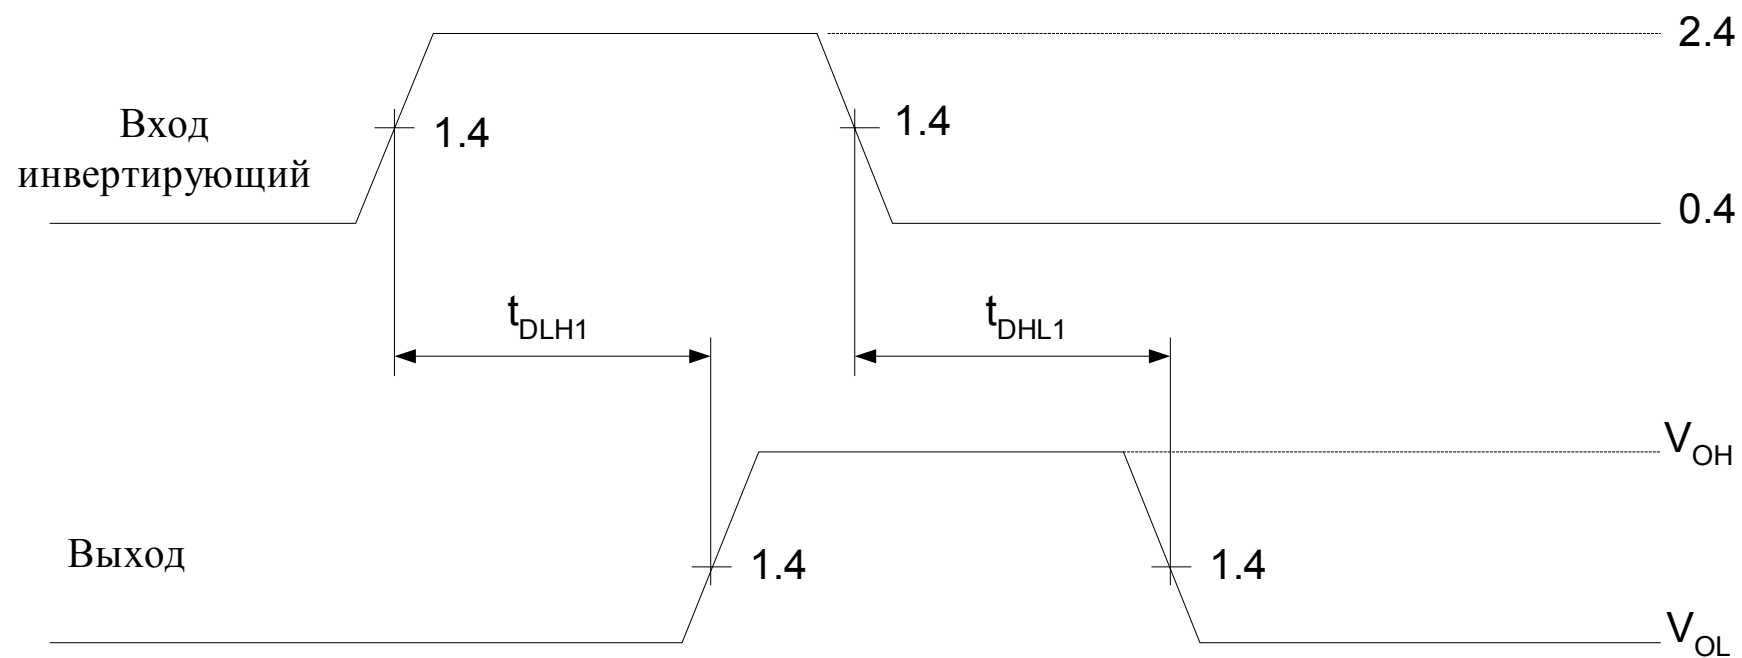 2.4
Вход
инвертирующий
1.4
1.4
0.4
tDLH1
tDHL1
VOH
Выход
1.4
1.4
VOL